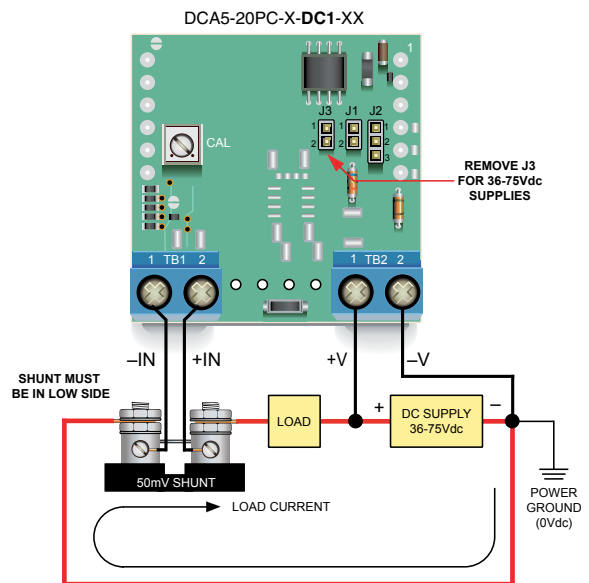 DCA5-20PC-X-DC1-XX
1
J3 J1 J2
1 1 1
2 2 2
3
CAL
REMOVE J3
FOR 36-75Vdc
SUPPLIES
1 TB1 2
1 TB2 2
–IN +IN
+V –V
SHUNT MUST
BE IN LOW SIDE
LOAD
+
DC SUPPLY
36-75Vdc
–
50mV SHUNT
LOAD CURRENT
POWER
GROUND
(0Vdc)